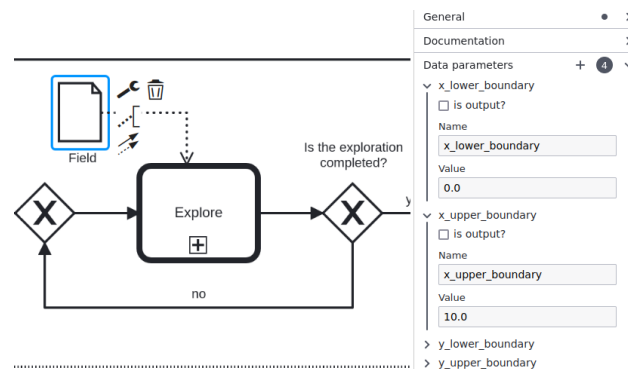 Field
Is the exploration
completed?
X
Explore
X
y
no
General
Documentation
Data parameters
4
x_lower_boundary
is output?
Name
x_lower_boundary
Value
0.0
x_upper_boundary
is output?
Name
x_upper_boundary
Value
10.0
y_lower_boundary
y_upper_boundary